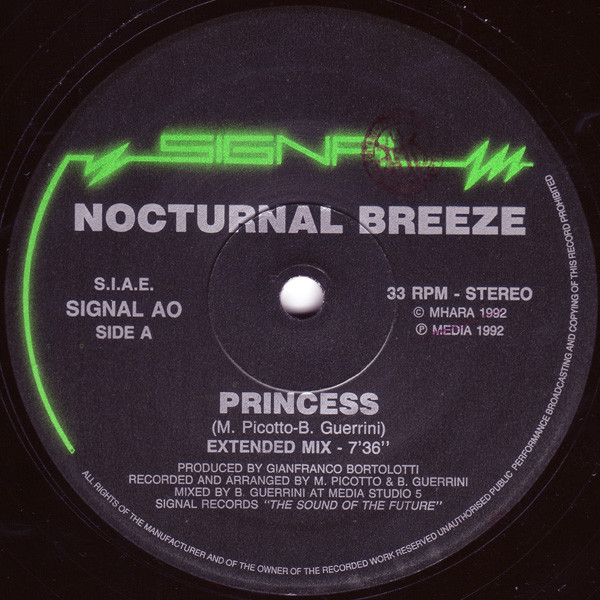 SIGNAL
NOCTURNAL BREEZE
S.I.A.E.
SIGNAL AO
SIDE A
33 RPM - STEREO
© MHARA 1992
℗ MEDIA 1992
PRINCESS
(M. Picotto-B. Guerrini)
EXTENDED MIX - 7'36''
PRODUCED BY GIANFRANCO BORTOLOTTI
RECORDED AND ARRANGED BY M. PICOTTO & B. GUERRINI
MIXED BY B. GUERRINI AT MEDIA STUDIO 5
SIGNAL RECORDS "THE SOUND OF THE FUTURE"
ALL RIGHTS OF THE MANUFACTURER AND OF THE OWNER OF THE RECORDED WORK RESERVED UNAUTHORISED PUBLIC PERFORMANCE BROADCASTING AND COPYING OF THIS RECORD PROHIBITED